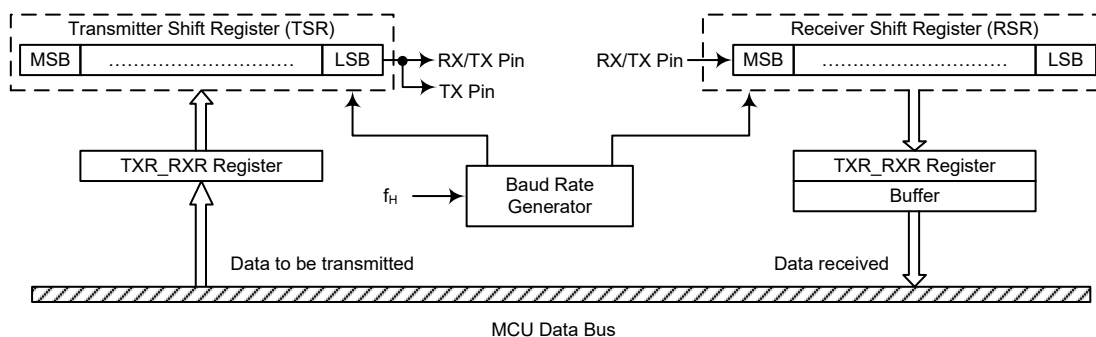 Transmitter Shift Register (TSR)
MSB ................................ LSB
RX/TX Pin
TX Pin
Receiver Shift Register (RSR)
RX/TX Pin
MSB ................................ LSB
TXR_RXR Register
Baud Rate
Generator
fH
TXR_RXR Register
Buffer
Data to be transmitted
Data received
MCU Data Bus